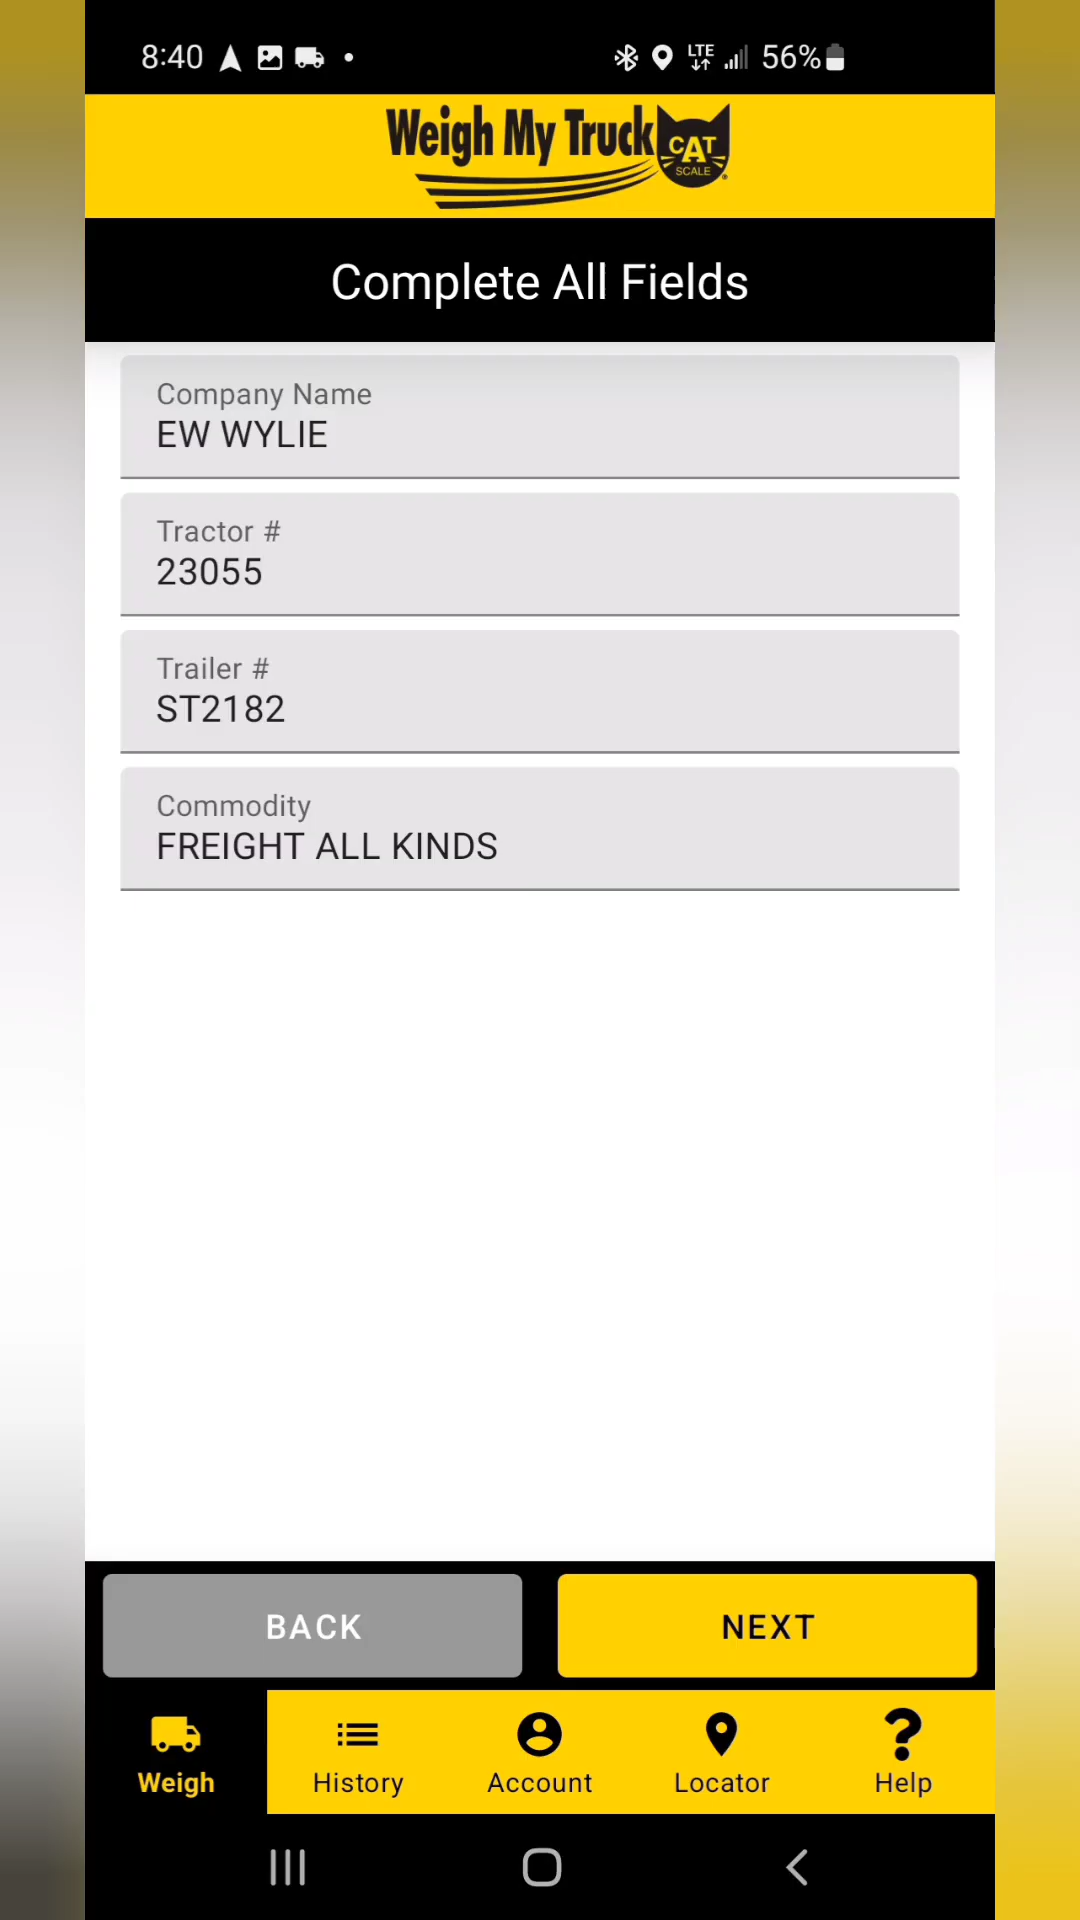 8:40 LTE 56%
Weigh My Truck CAT SCALE
Complete All Fields
Company Name
EW WYLIE
Tractor #
23055
Trailer #
ST2182
Commodity
FREIGHT ALL KINDS
BACK NEXT
Weigh History Account Locator Help